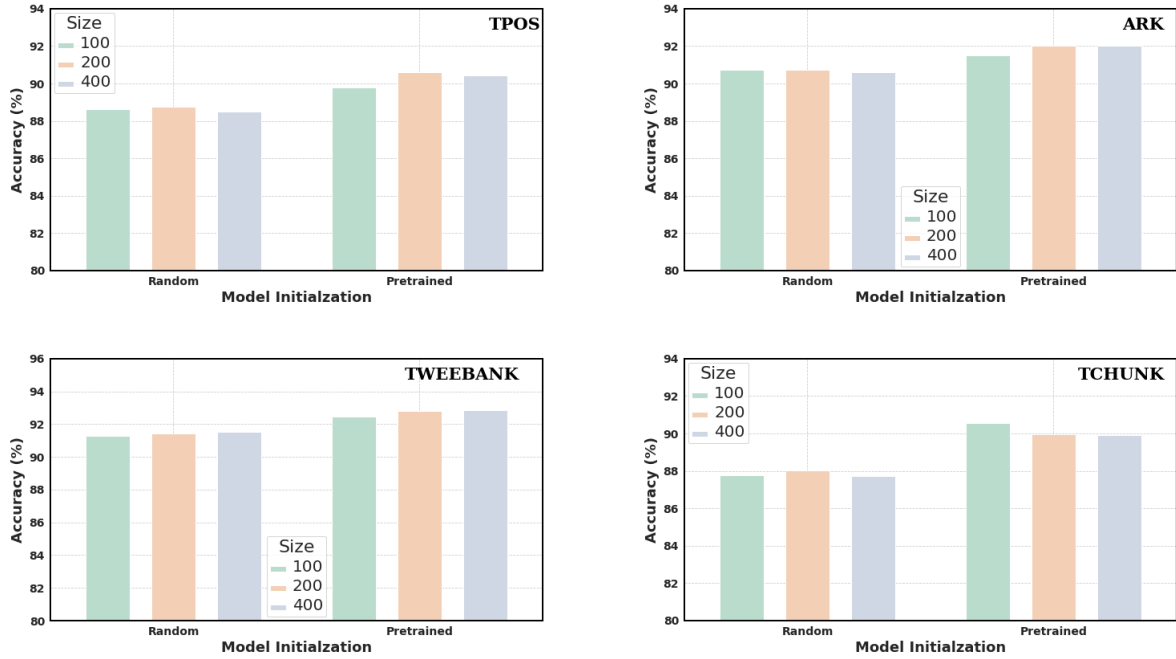 TPOS
Size
100
200
400
94
92
90
88
86
84
82
80
Accuracy (%)
Random
Pretrained
Model Initialzation
ARK
Size
100
200
400
94
92
90
88
86
84
82
80
Accuracy (%)
Random
Pretrained
Model Initialzation
TWEEBANK
Size
100
200
400
96
94
92
90
88
86
84
82
80
Accuracy (%)
Random
Pretrained
Model Initialzation
TCHUNK
Size
100
200
400
94
92
90
88
86
84
82
80
Accuracy (%)
Random
Pretrained
Model Initialzation